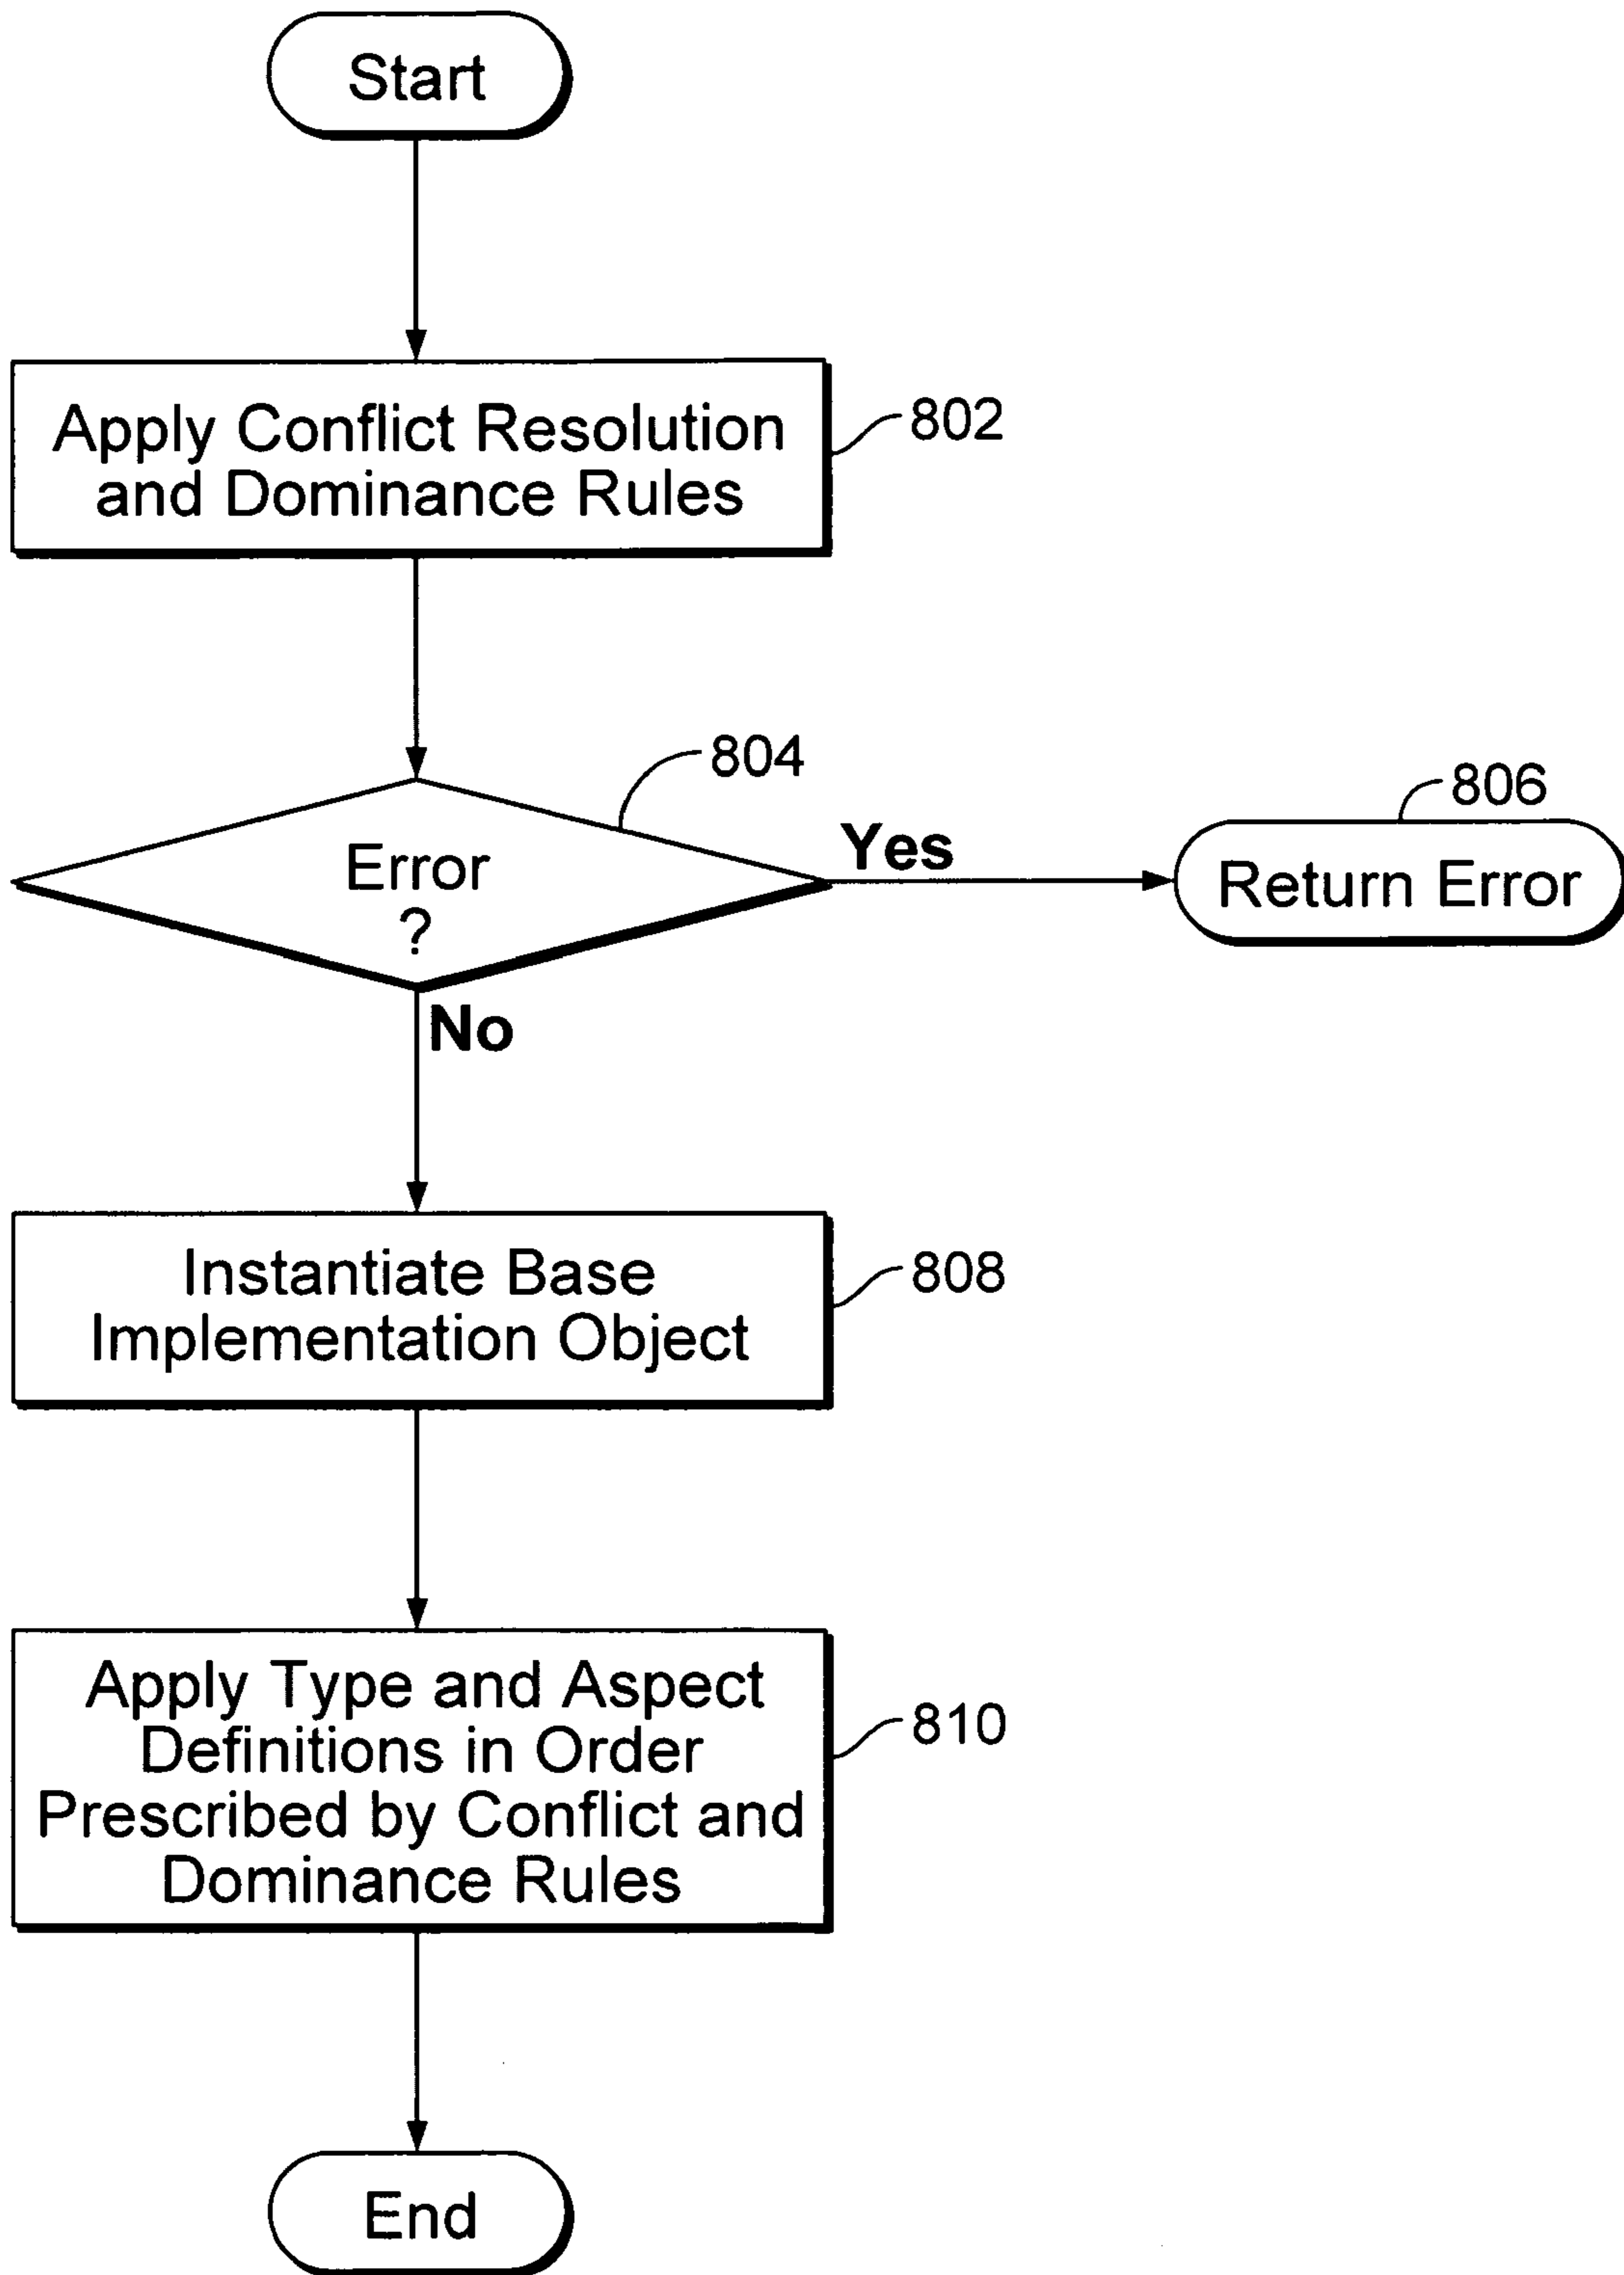 Start
Apply Conflict Resolution
and Dominance Rules
802
804
Error
?
Yes
806
Return Error
No
Instantiate Base
Implementation Object
808
Apply Type and Aspect
Definitions in Order
Prescribed by Conflict and
Dominance Rules
810
End